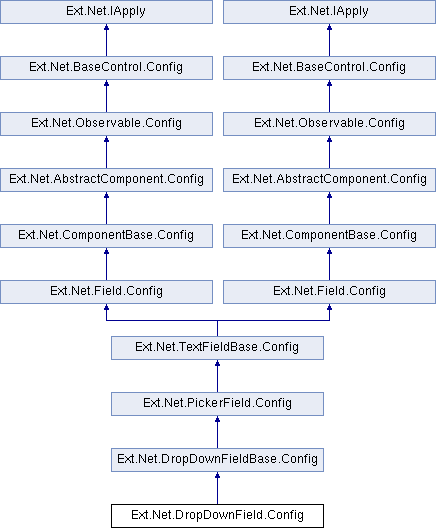 Ext.Net.IApply
Ext.Net.IApply
Ext.Net.BaseControl.Config
Ext.Net.BaseControl.Config
Ext.Net.Observable.Config
Ext.Net.Observable.Config
Ext.Net.AbstractComponent.Config
Ext.Net.AbstractComponent.Config
Ext.Net.ComponentBase.Config
Ext.Net.ComponentBase.Config
Ext.Net.Field.Config
Ext.Net.Field.Config
Ext.Net.TextFieldBase.Config
Ext.Net.PickerField.Config
Ext.Net.DropDownFieldBase.Config
Ext.Net.DropDownField.Config